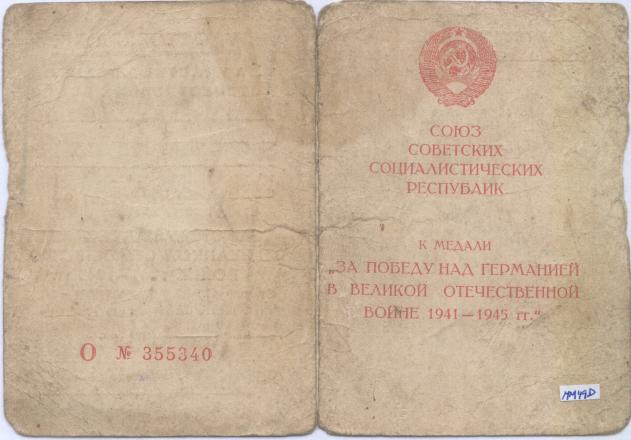 О № 355340
СОЮЗ
СОВЕТСКИХ
СОЦИАЛИСТИЧЕСКИХ
РЕСПУБЛИК
К МЕДАЛИ
„ЗА ПОБЕДУ НАД ГЕРМАНИЕЙ
В ВЕЛИКОЙ ОТЕЧЕСТВЕННОЙ
ВОЙНЕ 1941—1945 гг.“